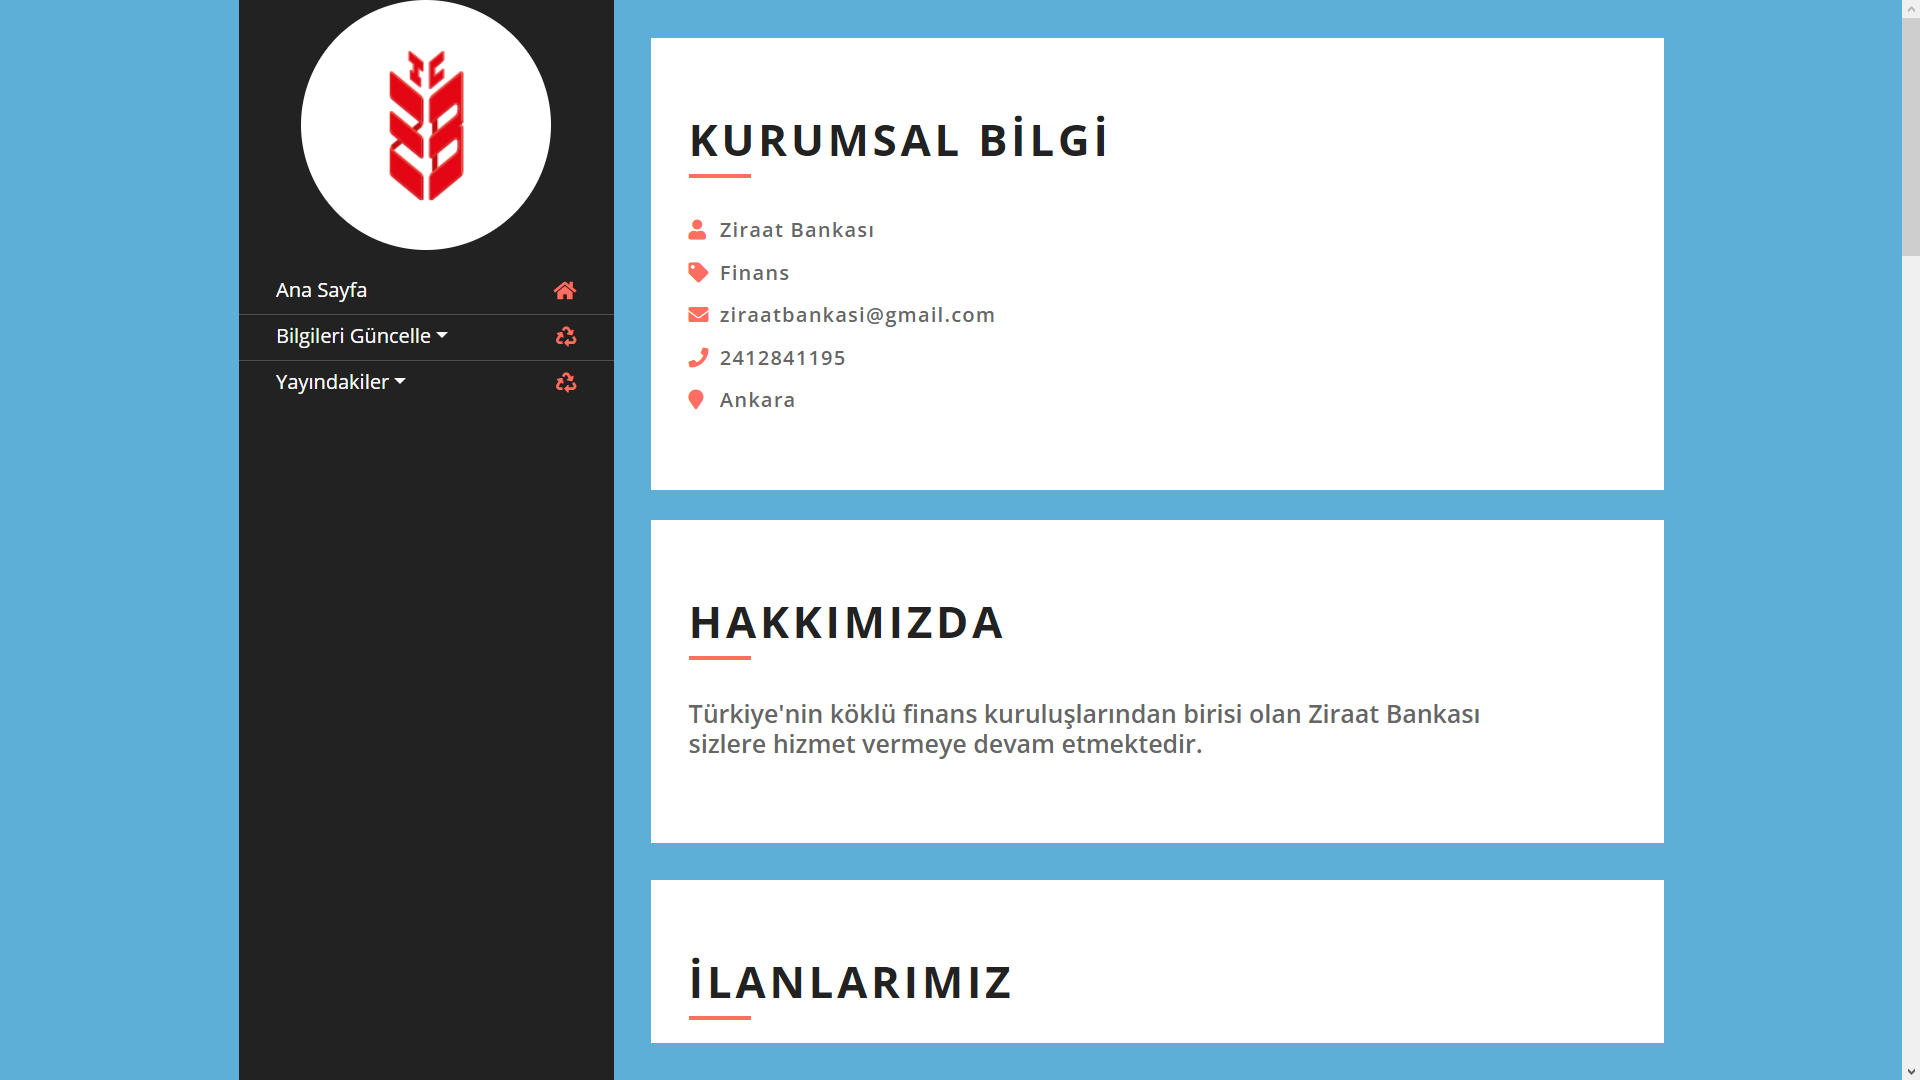 TC
Ana Sayfa
Bilgileri Güncelle
Yayındakiler
KURUMSAL BİLGİ
Ziraat Bankası
Finans
ziraatbankasi@gmail.com
2412841195
Ankara
HAKKIMIZDA
Türkiye'nin köklü finans kuruluşlarından birisi olan Ziraat Bankası
sizlere hizmet vermeye devam etmektedir.
İLANLARIMIZ